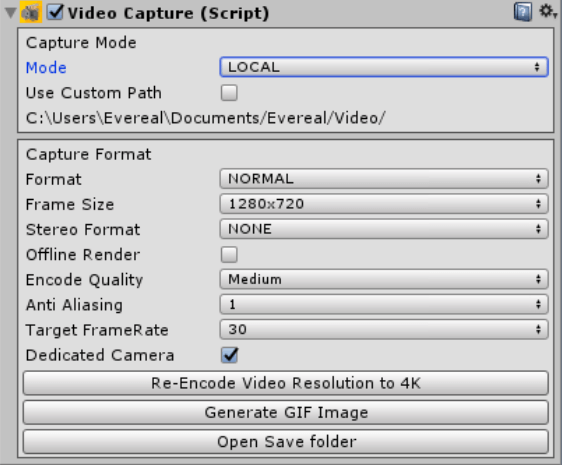 Video Capture (Script)
Capture Mode
Mode LOCAL
Use Custom Path
C:\Users\Evereal\Documents/Evereal/Video/
Capture Format
Format NORMAL
Frame Size 1280x720
Stereo Format NONE
Offline Render
Encode Quality Medium
Anti Aliasing 1
Target FrameRate 30
Dedicated Camera
Re-Encode Video Resolution to 4K
Generate GIF Image
Open Save folder